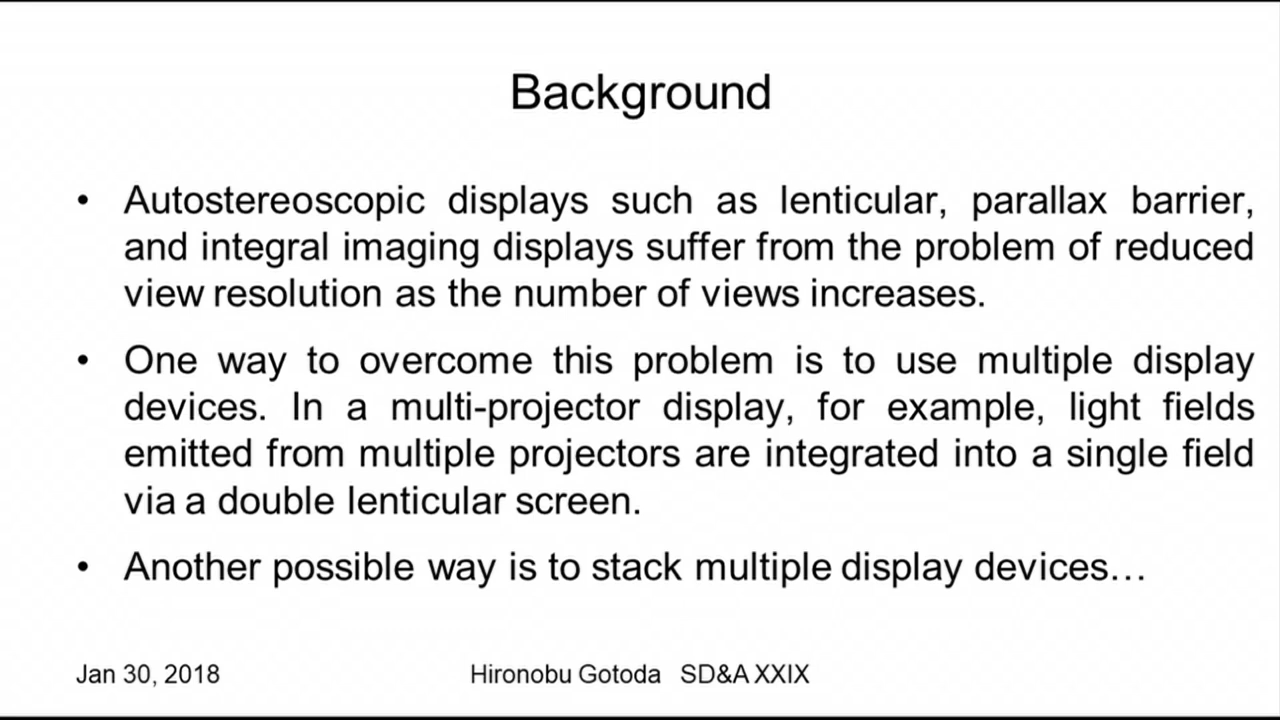 Background
• Autostereoscopic displays such as lenticular, parallax barrier,
and integral imaging displays suffer from the problem of reduced
view resolution as the number of views increases.
• One way to overcome this problem is to use multiple display
devices. In a multi-projector display, for example, light fields
emitted from multiple projectors are integrated into a single field
via a double lenticular screen.
• Another possible way is to stack multiple display devices…
Jan 30, 2018 Hironobu Gotoda SD&A XXIX